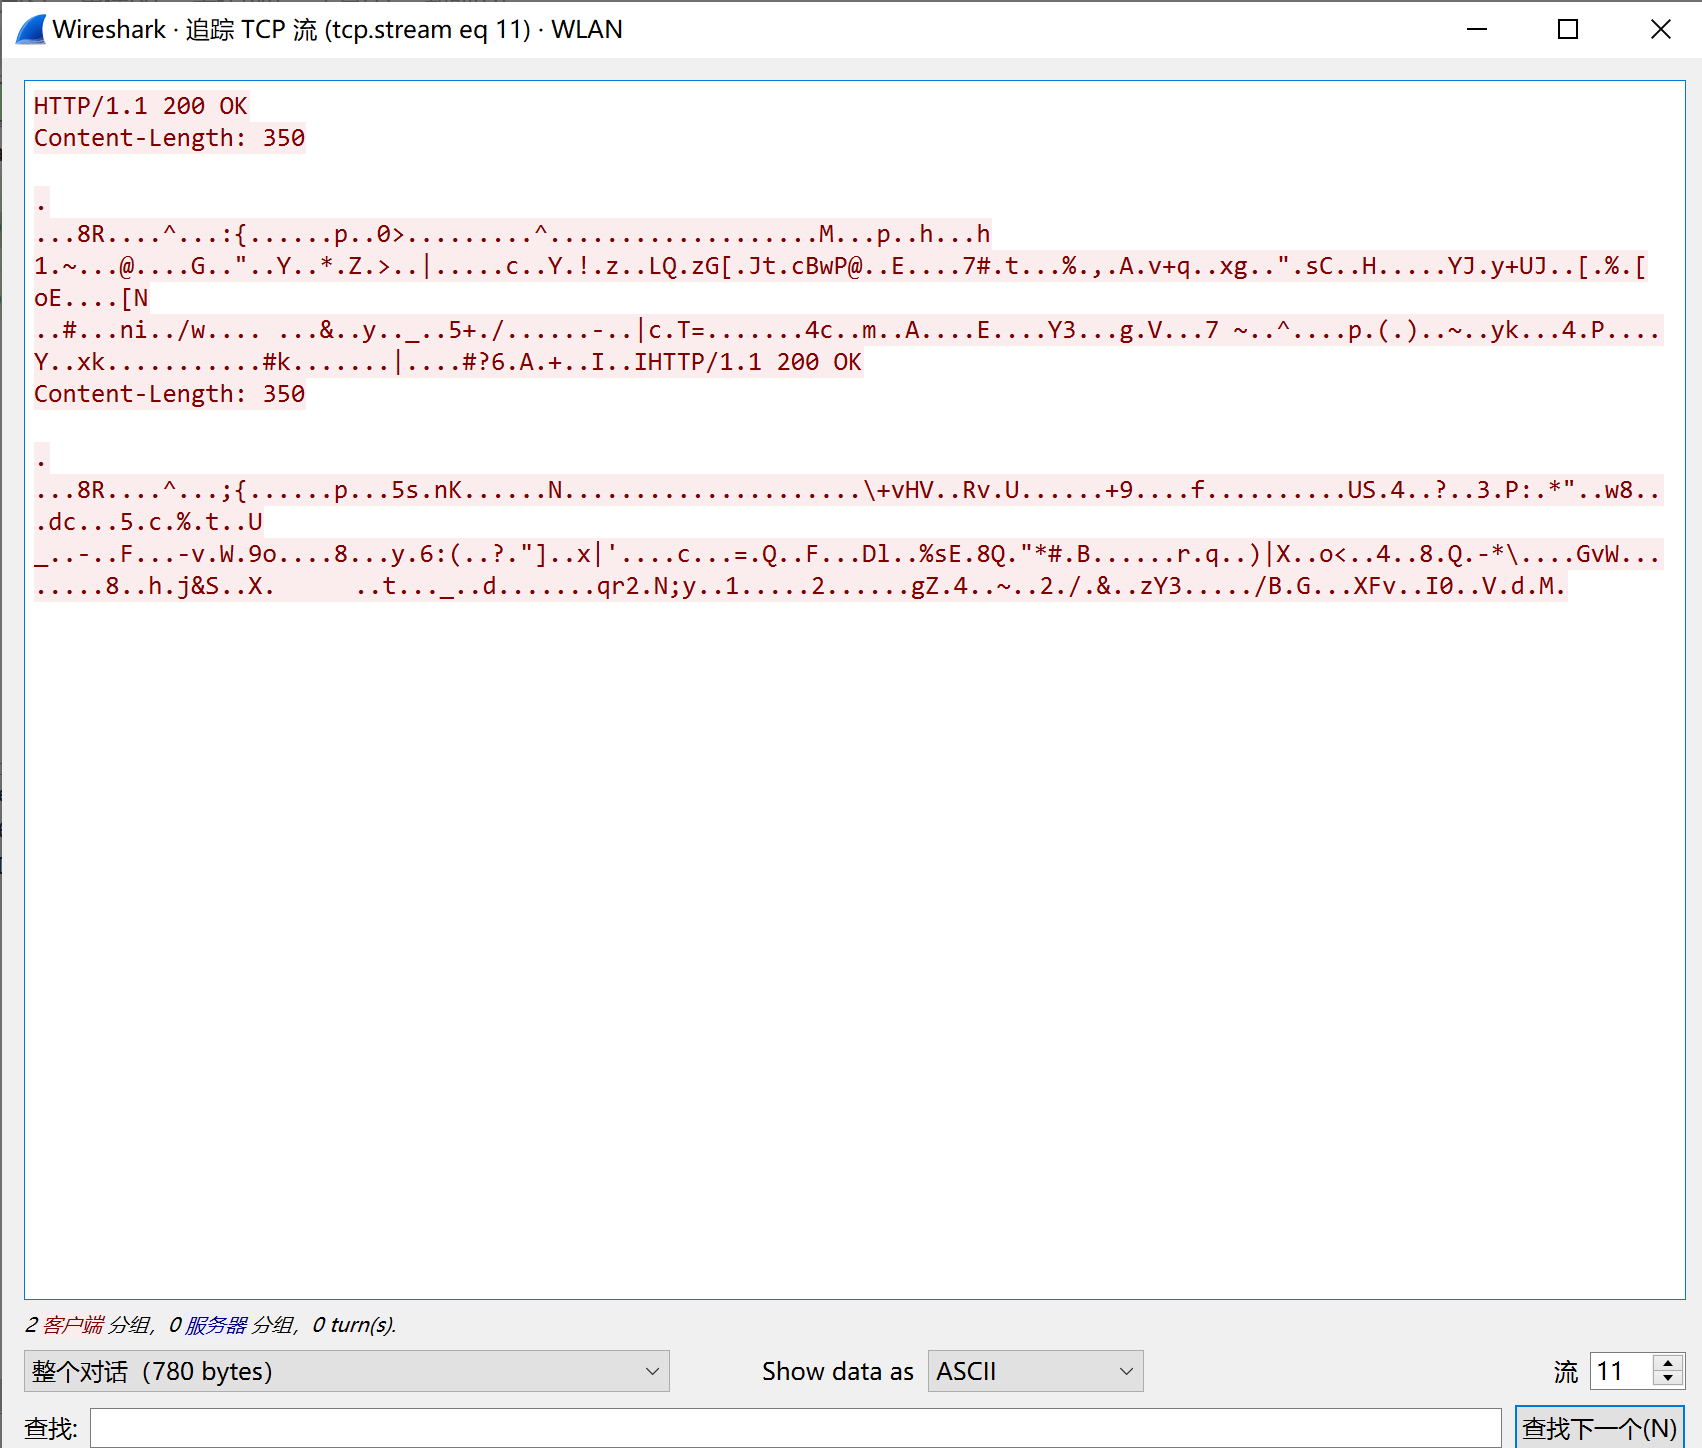 Wireshark · 追踪 TCP 流 (tcp.stream eq 11) · WLAN
HTTP/1.1 200 OK
Content-Length: 350
.
...8R....^...:{......p..0>.........^...................M...p..h...h
1.~...@....G.."..Y..*.Z.>..|.....c..Y.!.z..LQ.zG[.Jt.cBwP@..E....7#.t...%.,.A.v+q..xg..".sC..H.....YJ.y+UJ..[.%.[
oE....[N
..#...ni../w.... ...&..y.._..5+./......-..|c.T=.......4c..m..A....E....Y3...g.V...7 ~..^....p.(.)..~..yk...4.P....
Y..xk...........#k.......|....#?6.A.+..I..IHTTP/1.1 200 OK
Content-Length: 350
.
...8R....^...;{......p...5s.nK......N.....................\+vHV..Rv.U......+9....f..........US.4..?..3.P:.*"..w8..
.dc...5.c.%.t..U
_..-..F...-v.W.9o....8...y.6:(..?."]..x|'....c...=.Q..F...Dl..%sE.8Q."*#.B......r.q..)|X..o<..4..8.Q.-*\....GvW...
.....8..h.j&S..X.      ..t..._..d.......qr2.N;y..1.....2......gZ.4..~..2./.&..zY3...../B.G...XFv..I0..V.d.M.
2 客户端 分组，0 服务器 分组，0 turn(s).
整个对话（780 bytes） Show data as ASCII 流 11
查找: 查找下一个(N)